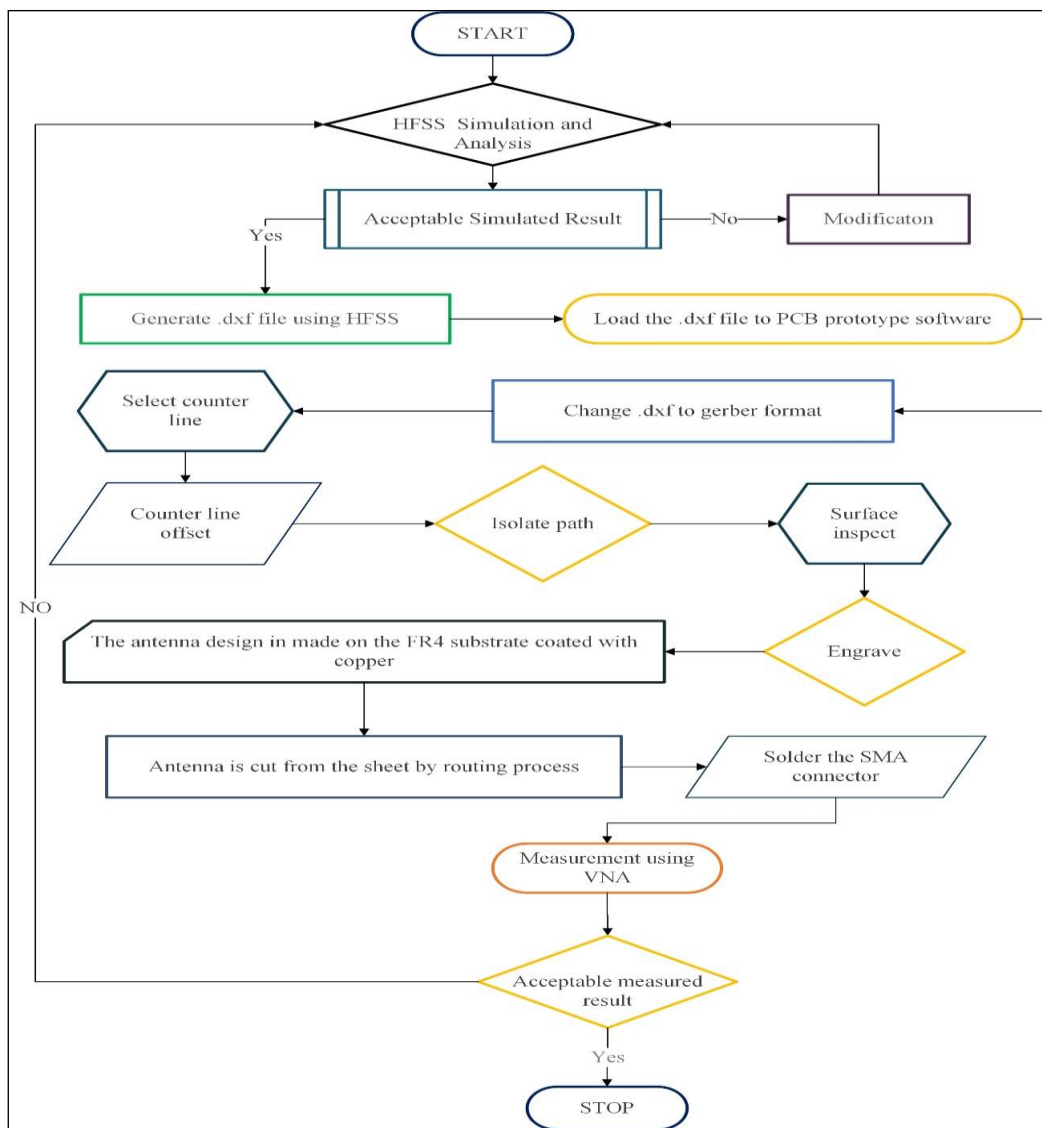 START
HFSS Simulation and
Analysis
Acceptable Simulated Result
No
Modificaton
Yes
Generate .dxf file using HFSS
Load the .dxf file to PCB prototype software
Select counter
line
Change .dxf to gerber format
Counter line
offset
Isolate path
Surface
inspect
NO
The antenna design in made on the FR4 substrate coated with
copper
Engrave
Antenna is cut from the sheet by routing process
Solder the SMA
connector
Measurement using
VNA
Acceptable measured
result
Yes
STOP